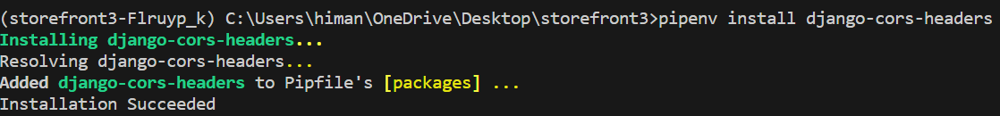 (storefront3-Flruyp_k) C:\Users\himan\OneDrive\Desktop\storefront3>pipenv install django-cors-headers
Installing django-cors-headers...
Resolving django-cors-headers...
Added django-cors-headers to Pipfile's [packages] ...
Installation Succeeded